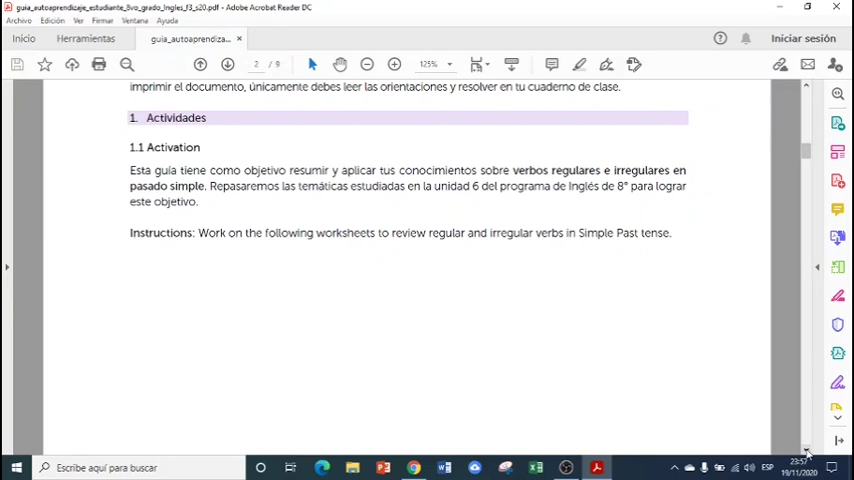 guia_autoaprendizaje_estudiante_8vo_grado_Ingles_f3_s20.pdf - Adobe Acrobat Reader DC
Archivo Edición Ver Firmar Ventana Ayuda
Inicio Herramientas guia_autoaprendiza... × Iniciar sesión
2 / 9 125%
imprimir el documento, únicamente debes leer las orientaciones y resolver en tu cuaderno de clase.
1. Actividades
1.1 Activation
Esta guía tiene como objetivo resumir y aplicar tus conocimientos sobre verbos regulares e irregulares en
pasado simple. Repasaremos las temáticas estudiadas en la unidad 6 del programa de Inglés de 8° para lograr
este objetivo.
Instructions: Work on the following worksheets to review regular and irregular verbs in Simple Past tense.
Escribe aquí para buscar
ESP
23:57
19/11/2020